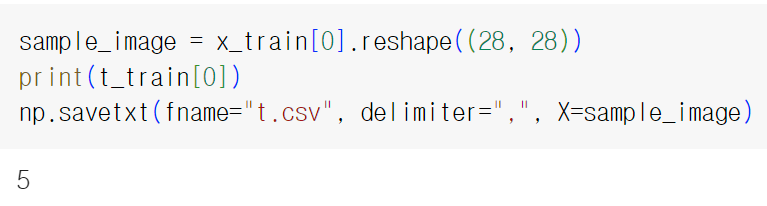 sample_image = x_train[0].reshape((28, 28))
print(t_train[0])
np.savetxt(fname="t.csv", delimiter=",", X=sample_image)
5